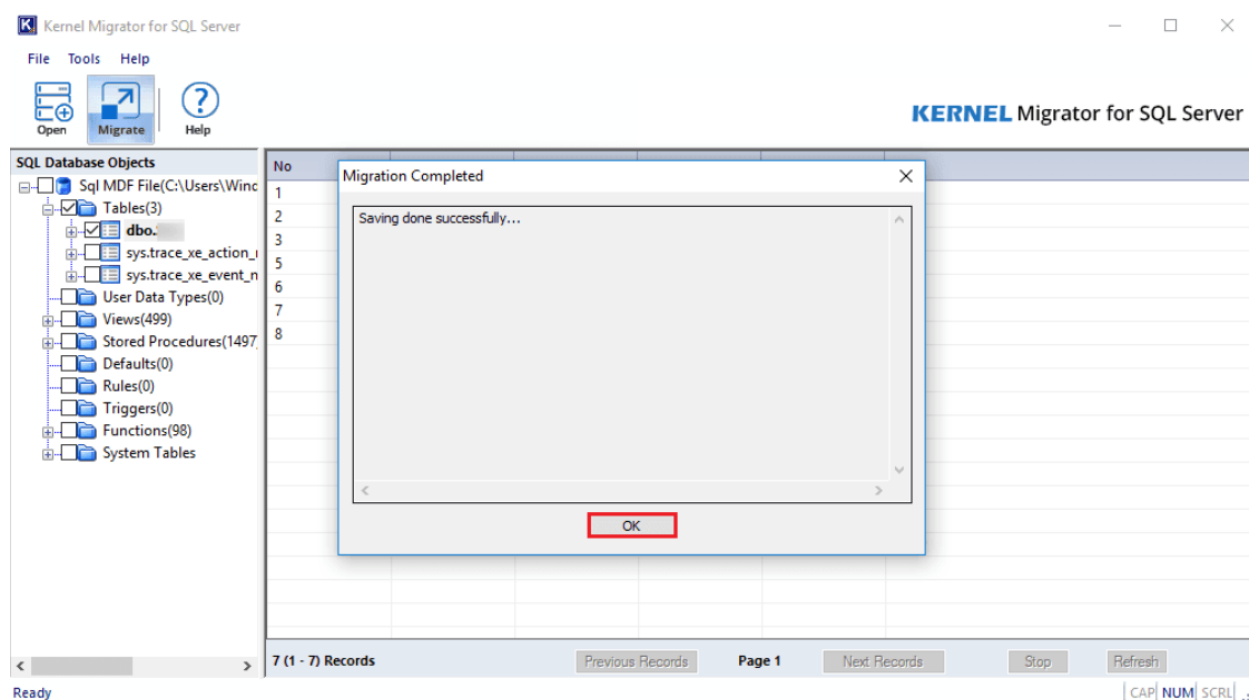 Kernel Migrator for SQL Server
File Tools Help
Open Migrate Help
KERNEL Migrator for SQL Server
SQL Database Objects
Sql MDF File(C:\Users\Wind
Tables(3)
dbo.
sys.trace_xe_action_
sys.trace_xe_event_n
User Data Types(0)
Views(499)
Stored Procedures(1497
Defaults(0)
Rules(0)
Triggers(0)
Functions(98)
System Tables
No
1
2
3
5
6
7
8
Migration Completed
Saving done successfully...
OK
7 (1 - 7) Records Previous Records Page 1 Next Records Stop Refresh
Ready CAP NUM SCRL